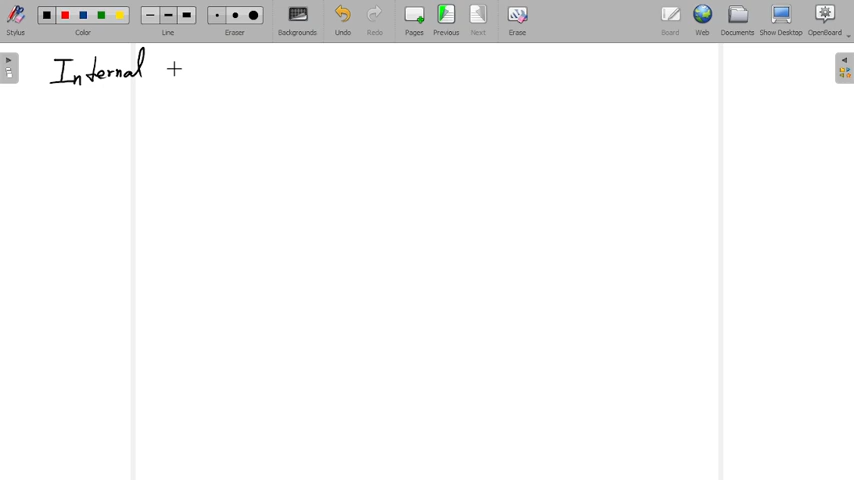 Stylus Color Line Eraser Backgrounds Undo Redo Pages Previous Next Erase Board Web Documents Show Desktop OpenBoard
Internal +